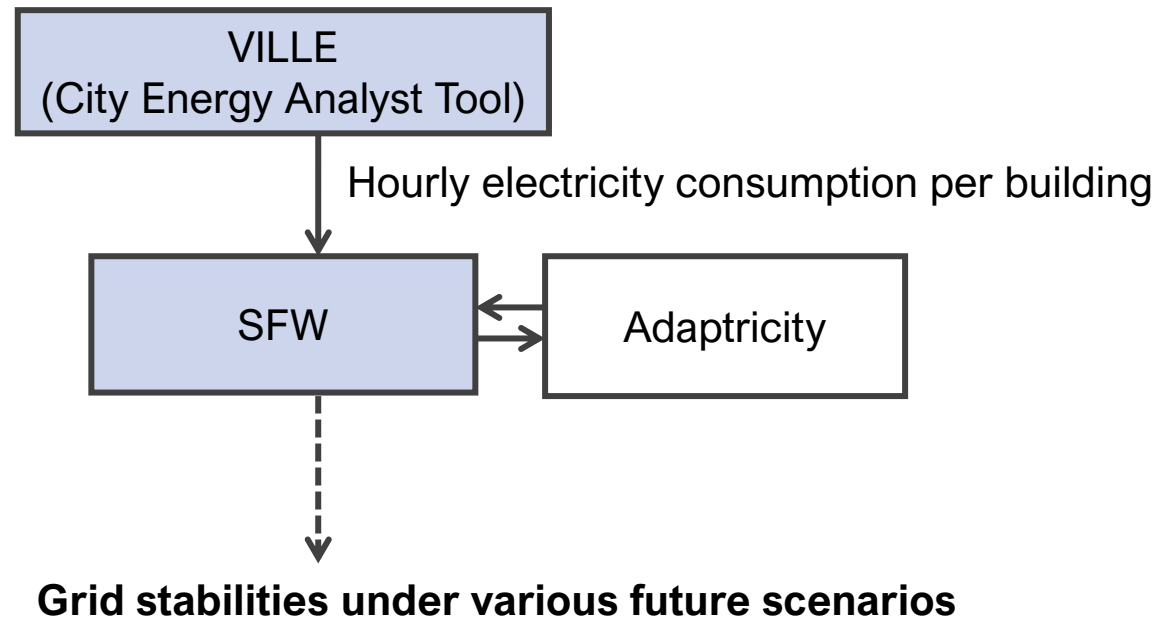 VILLE
(City Energy Analyst Tool)
Hourly electricity consumption per building
SFW
Adaptricity
Grid stabilities under various future scenarios